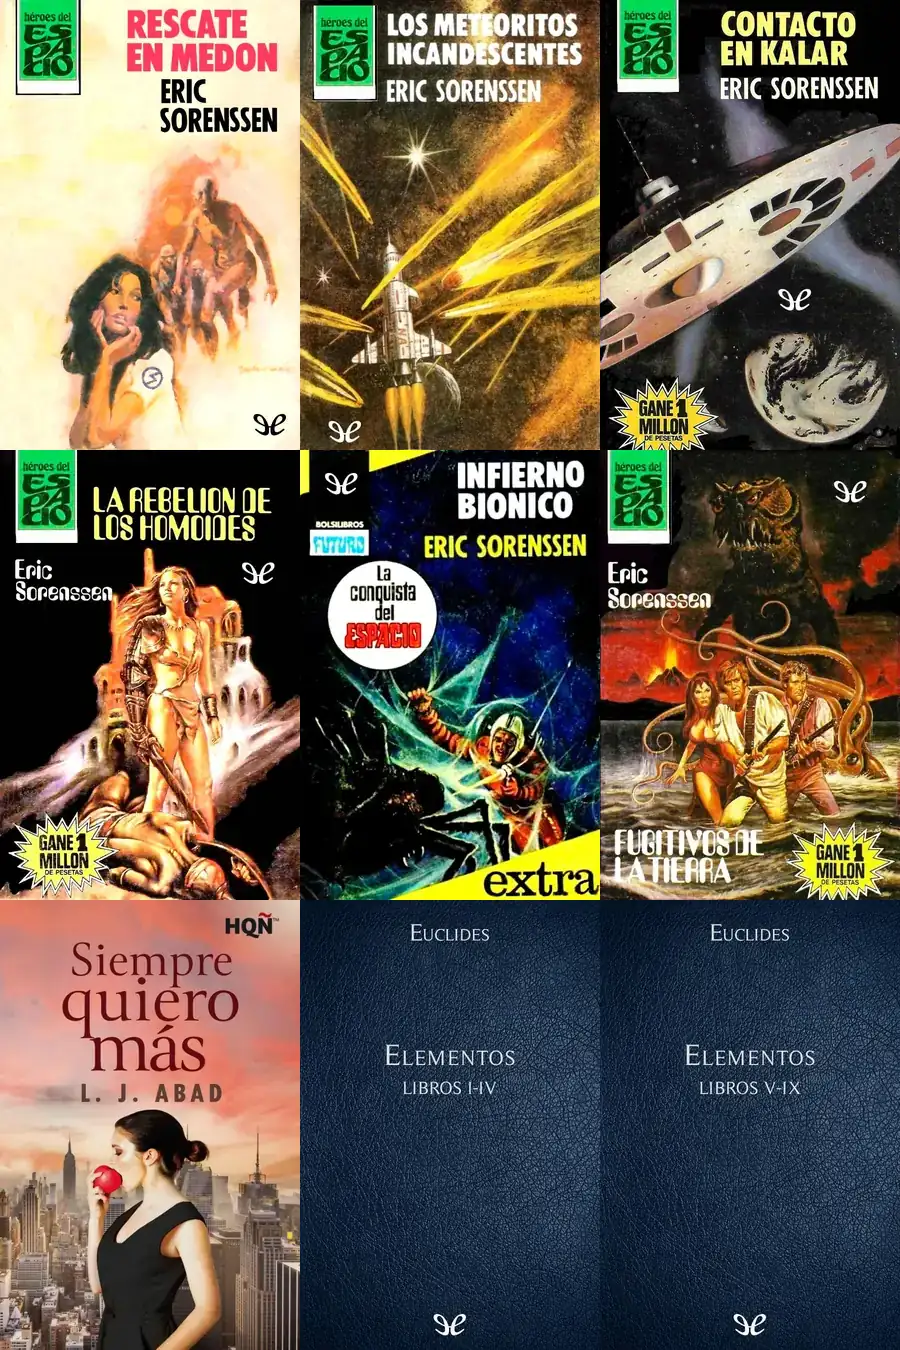 héroes del
ESPACIO
RESCATE
EN MEDON
ERIC
SORENSSEN
héroes del
ESPACIO
LOS METEORITOS
INCANDESCENTES
ERIC SORENSSEN
héroes del
ESPACIO
CONTACTO
EN KALAR
ERIC SORENSSEN
GANE 1
MILLON
DE PESETAS
héroes del
ESPACIO
LA REBELION DE
LOS HOMOIDES
Eric
Sorenssen
GANE 1
MILLON
DE PESETAS
INFIERNO
BIONICO
BOLSILIBROS
FUTURO
ERIC SORENSSEN
La
conquista
del
ESPACIO
extra
héroes del
ESPACIO
Eric
Sorenssen
FUGITIVOS DE
LA TIERRA
GANE 1
MILLON
DE PESETAS
HQÑ™
Siempre
quiero
más
L. J. ABAD
EUCLIDES
ELEMENTOS
LIBROS I-IV
EUCLIDES
ELEMENTOS
LIBROS V-IX